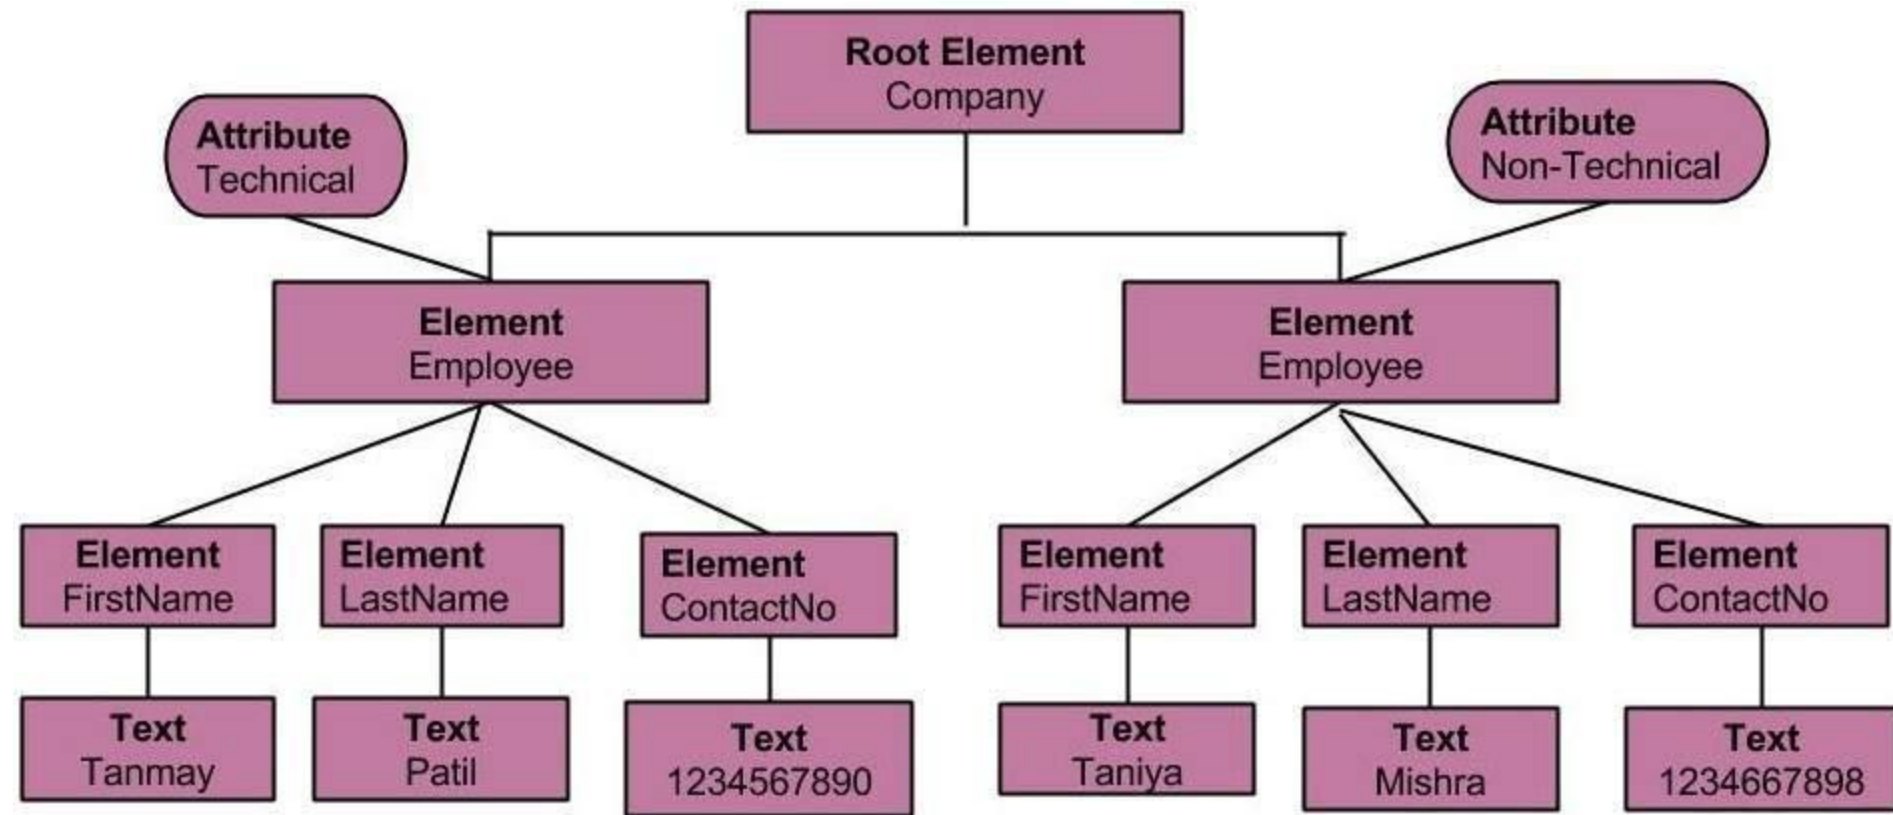 Root Element
Company
Attribute
Technical
Attribute
Non-Technical
Element
Employee
Element
Employee
Element
FirstName
Element
LastName
Element
ContactNo
Element
FirstName
Element
LastName
Element
ContactNo
Text
Tanmay
Text
Patil
Text
1234567890
Text
Taniya
Text
Mishra
Text
1234667898